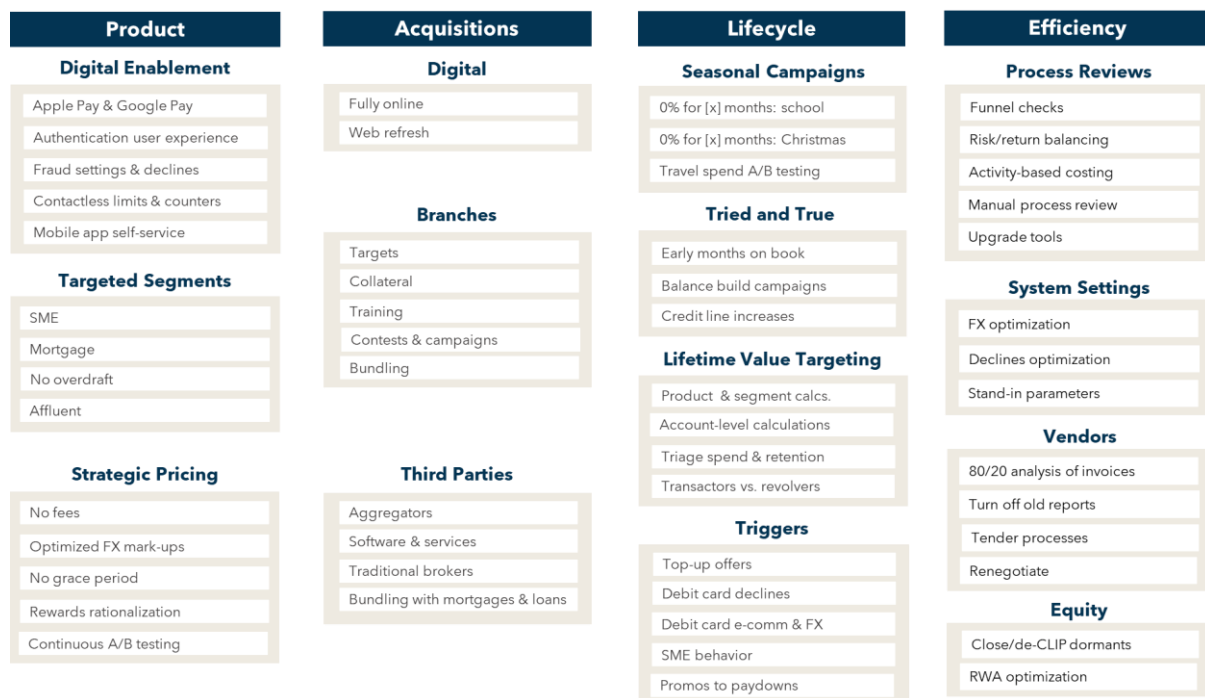 Product
Digital Enablement
Apple Pay & Google Pay
Authentication user experience
Fraud settings & declines
Contactless limits & counters
Mobile app self-service
Targeted Segments
SME
Mortgage
No overdraft
Affluent
Strategic Pricing
No fees
Optimized FX mark-ups
No grace period
Rewards rationalization
Continuous A/B testing
Acquisitions
Digital
Fully online
Web refresh
Branches
Targets
Collateral
Training
Contests & campaigns
Bundling
Third Parties
Aggregators
Software & services
Traditional brokers
Bundling with mortgages & loans
Lifecycle
Seasonal Campaigns
0% for [x] months: school
0% for [x] months: Christmas
Travel spend A/B testing
Tried and True
Early months on book
Balance build campaigns
Credit line increases
Lifetime Value Targeting
Product & segment calcs.
Account-level calculations
Triage spend & retention
Transactors vs. revolvers
Triggers
Top-up offers
Debit card declines
Debit card e-comm & FX
SME behavior
Promos to paydowns
Efficiency
Process Reviews
Funnel checks
Risk/return balancing
Activity-based costing
Manual process review
Upgrade tools
System Settings
FX optimization
Declines optimization
Stand-in parameters
Vendors
80/20 analysis of invoices
Turn off old reports
Tender processes
Renegotiate
Equity
Close/de-CLIP dormants
RWA optimization